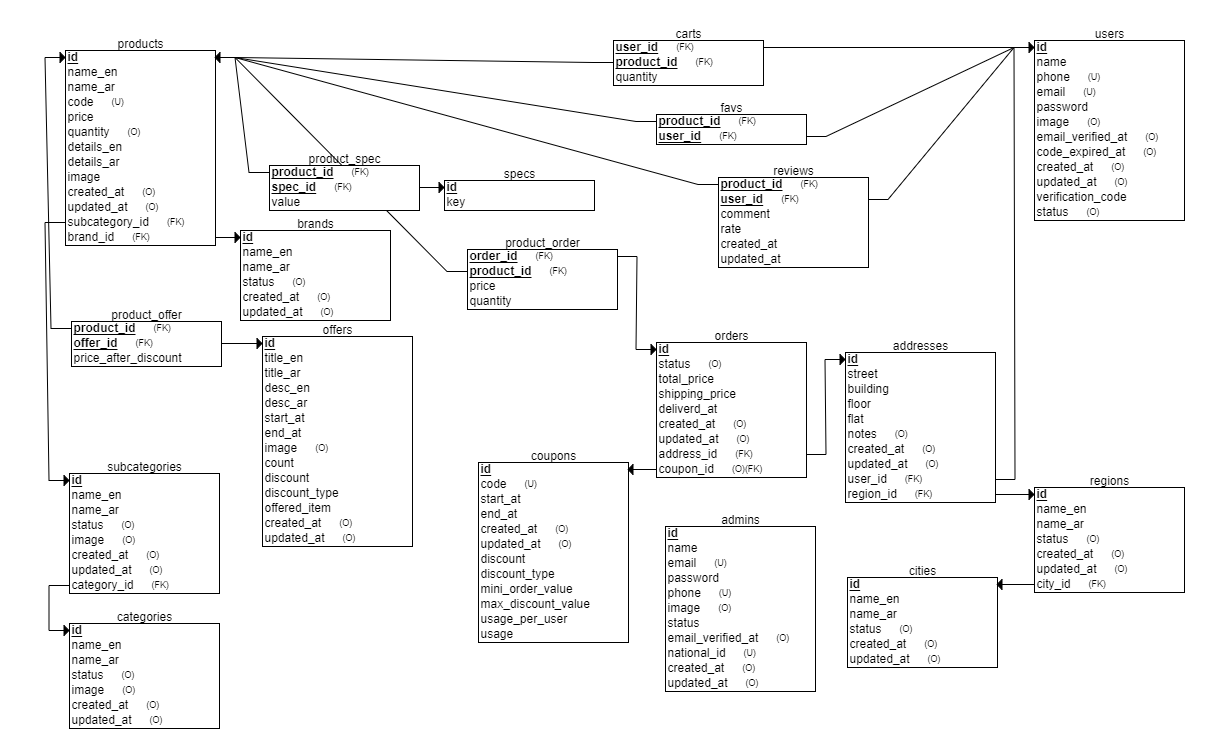 products
id
name_en
name_ar
code (U)
price
quantity (O)
details_en
details_ar
image
created_at (O)
updated_at (O)
subcategory_id (FK)
brand_id (FK)
carts
user_id (FK)
product_id (FK)
quantity
users
id
name
phone (U)
email (U)
password
image (O)
email_verified_at (O)
code_expired_at (O)
created_at (O)
updated_at (O)
verification_code
status (O)
favs
product_id (FK)
user_id (FK)
product_spec
product_id (FK)
spec_id (FK)
value
specs
id
key
reviews
product_id (FK)
user_id (FK)
comment
rate
created_at
updated_at
brands
id
name_en
name_ar
status (O)
created_at (O)
updated_at (O)
product_order
order_id (FK)
product_id (FK)
price
quantity
product_offer
product_id (FK)
offer_id (FK)
price_after_discount
offers
id
title_en
title_ar
desc_en
desc_ar
start_at
end_at
image (O)
count
discount
discount_type
offered_item
created_at (O)
updated_at (O)
orders
id
status (O)
total_price
shipping_price
deliverd_at
created_at (O)
updated_at (O)
address_id (FK)
coupon_id (O)(FK)
addresses
id
street
building
floor
flat
notes (O)
created_at (O)
updated_at (O)
user_id (FK)
region_id (FK)
subcategories
id
name_en
name_ar
status (O)
image (O)
created_at (O)
updated_at (O)
category_id (FK)
coupons
id
code (U)
start_at
end_at
created_at (O)
updated_at (O)
discount
discount_type
mini_order_value
max_discount_value
usage_per_user
usage
regions
id
name_en
name_ar
status (O)
created_at (O)
updated_at (O)
city_id (FK)
admins
id
name
email (U)
password
phone (U)
image (O)
status
email_verified_at (O)
national_id (U)
created_at (O)
updated_at (O)
cities
id
name_en
name_ar
status (O)
created_at (O)
updated_at (O)
categories
id
name_en
name_ar
status (O)
image (O)
created_at (O)
updated_at (O)